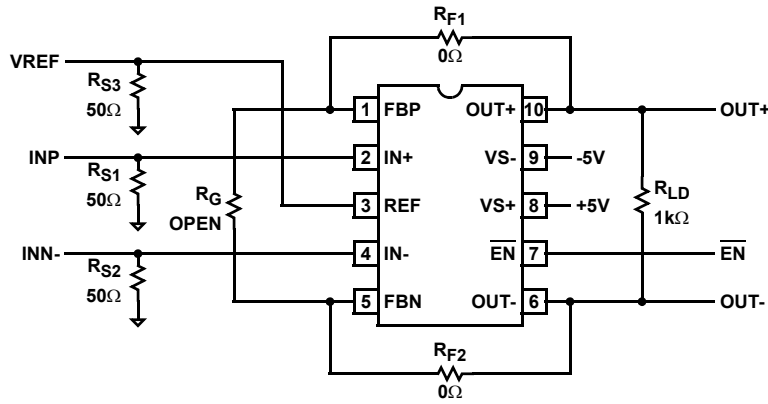 RF1
0Ω
VREF
RS3
50Ω
1 FBP OUT+ 10 OUT+
INP
RS1
50Ω
2 IN+ VS- 9 -5V
RG
OPEN
3 REF VS+ 8 +5V
RLD
1kΩ
INN-
RS2
50Ω
4 IN- EN 7 EN
5 FBN OUT- 6 OUT-
RF2
0Ω